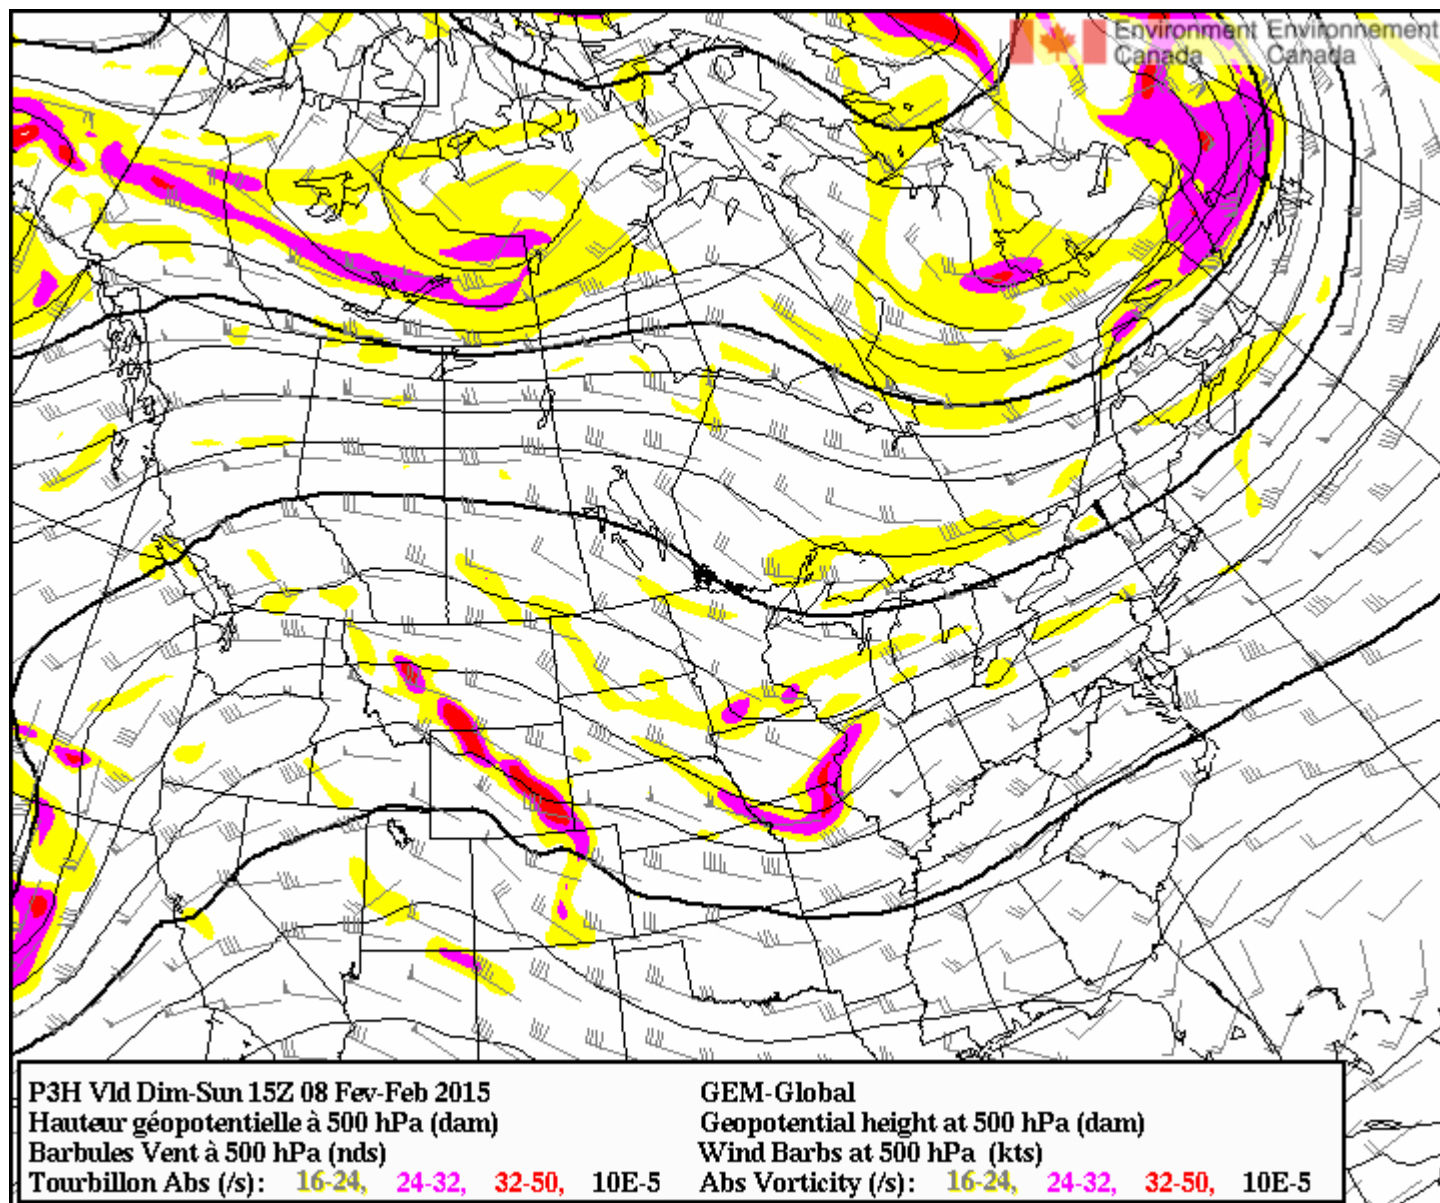 Environment Environnement
Canada Canada
P3H Vld Dim-Sun 15Z 08 Fev-Feb 2015 GEM-Global
Hauteur géopotentielle à 500 hPa (dam) Geopotential height at 500 hPa (dam)
Barbules Vent à 500 hPa (nds) Wind Barbs at 500 hPa (kts)
Tourbillon Abs (/s): 16-24, 24-32, 32-50, 10E-5 Abs Vorticity (/s): 16-24, 24-32, 32-50, 10E-5